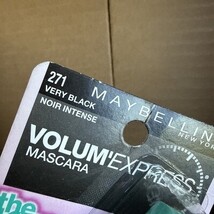 271
VERY BLACK
NOIR INTENSE
MAYBELLIN
NEW YORK
VOLUM'EXPRESS
MASCARA
the